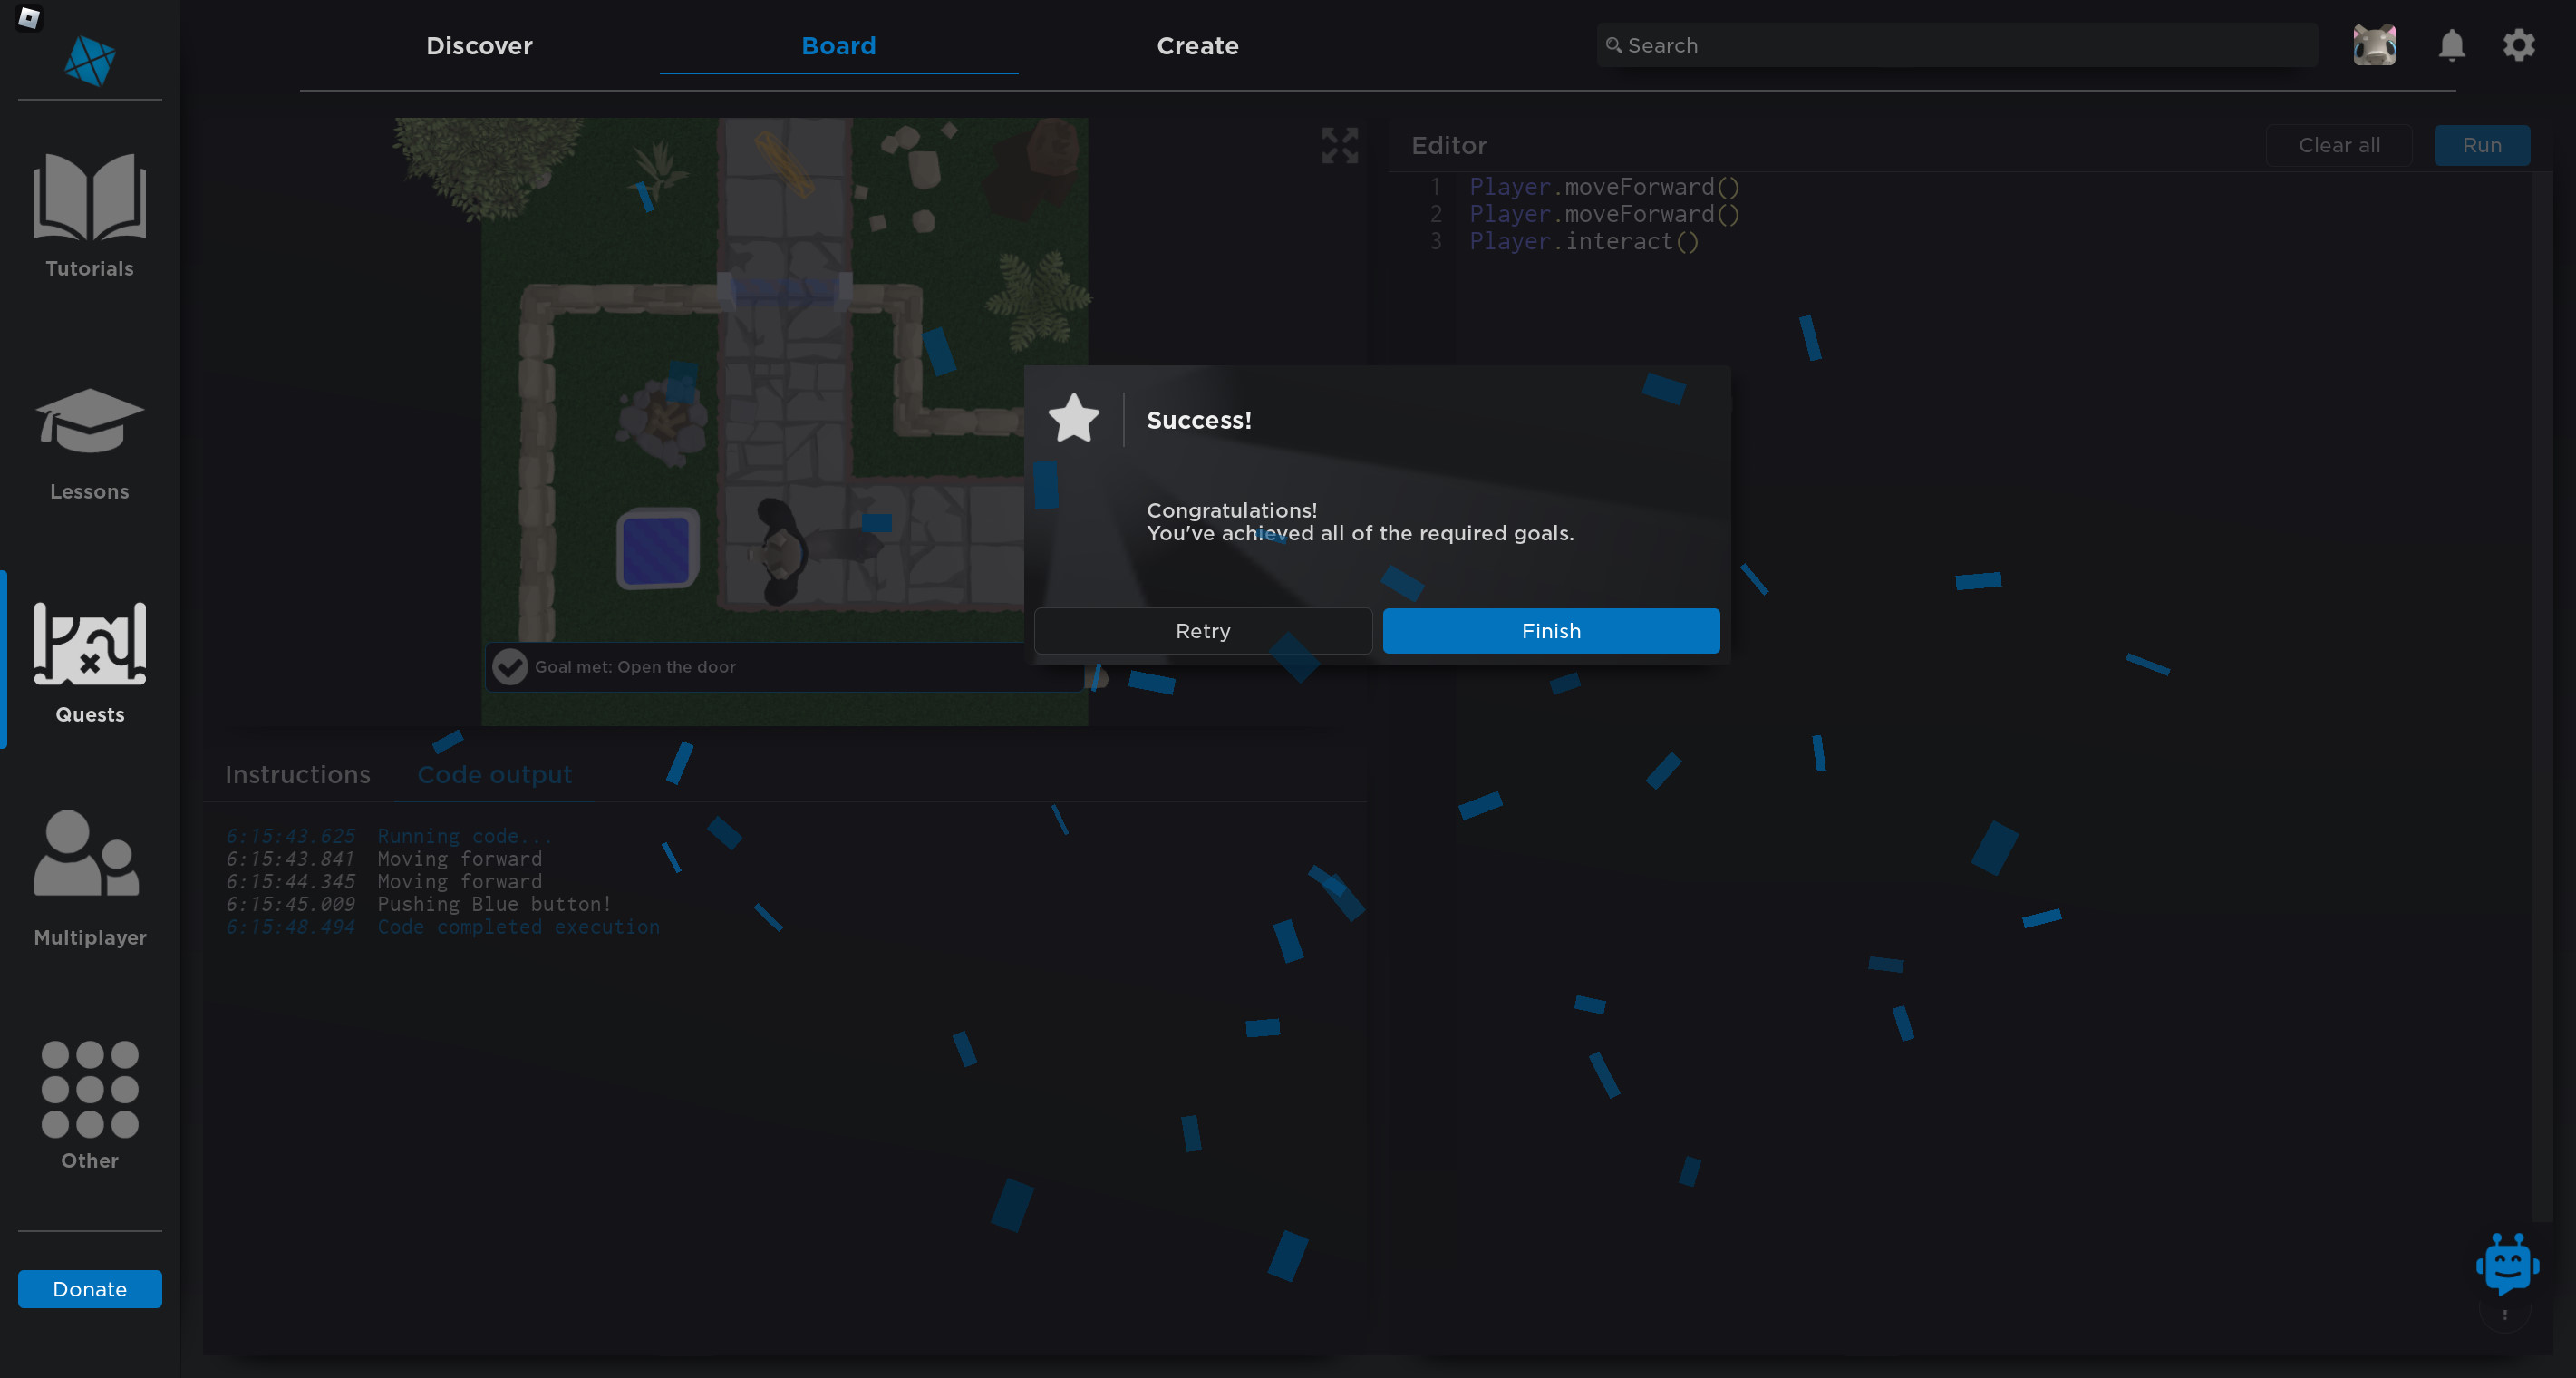 Discover
Board
Create
Search
Tutorials
Lessons
Quests
Multiplayer
Other
Donate
Goal met: Open the door
Editor
Clear all
Run
1 Player.moveForward()
2 Player.moveForward()
3 Player.interact()
Success!
Congratulations!
You've achieved all of the required goals.
Retry
Finish
Instructions
Code output
6:15:43.625 Running code...
6:15:43.841 Moving forward
6:15:44.345 Moving forward
6:15:45.009 Pushing Blue button!
6:15:48.494 Code completed execution